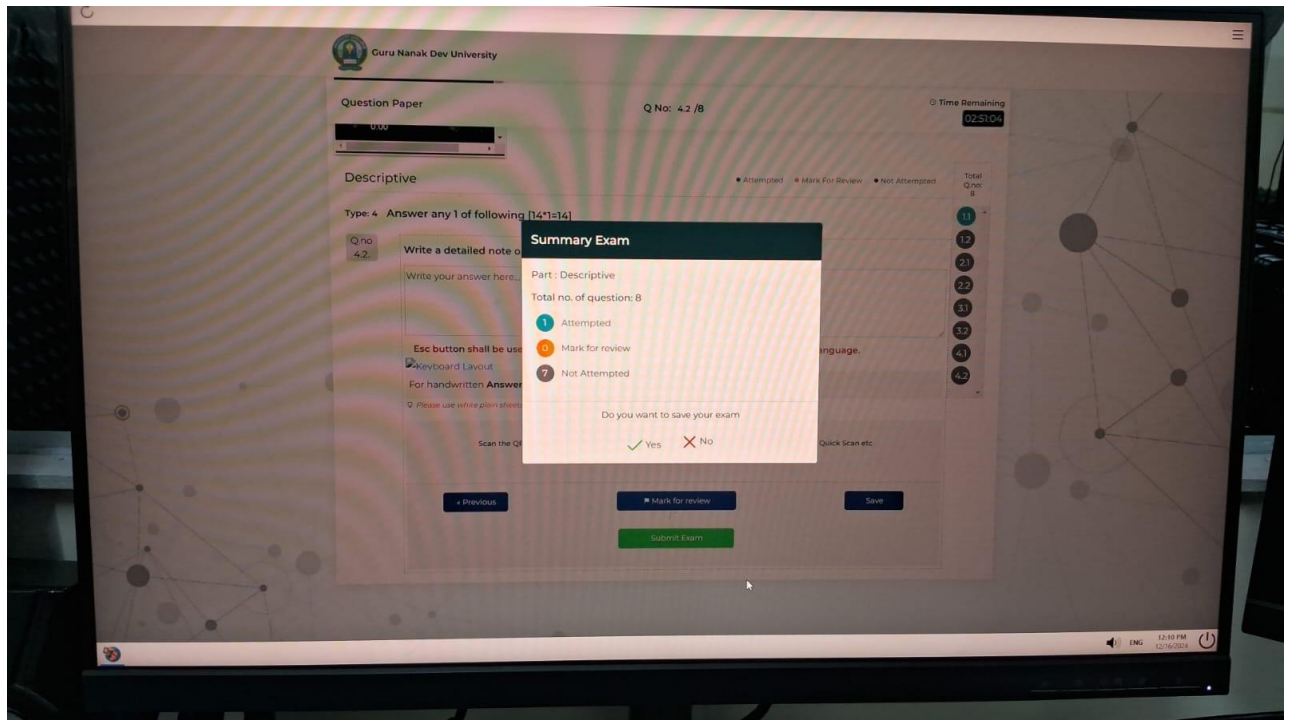 Guru Nanak Dev University
Question Paper
Q No: 4.2 /8
Time Remaining
02:51:04
0:00
Descriptive
Attempted
Mark For Review
Not Attempted
Total
Q.no:
8
Type: 4 Answer any 1 of following [14*1=14]
Q.no
4.2.
Write a detailed note o
Write your answer here...
1.1
1.2
2.1
2.2
3.1
3.2
4.1
4.2
Summary Exam
Part : Descriptive
Total no. of question: 8
1 Attempted
0 Mark for review
7 Not Attempted
Do you want to save your exam
Yes
No
Esc button shall be use
anguage.
Keyboard Layout
For handwritten Answer
Please use white plain sheets
Scan the QR
Quick Scan etc
« Previous
Mark for review
Save
Submit Exam
ENG
12:10 PM
12/16/2024